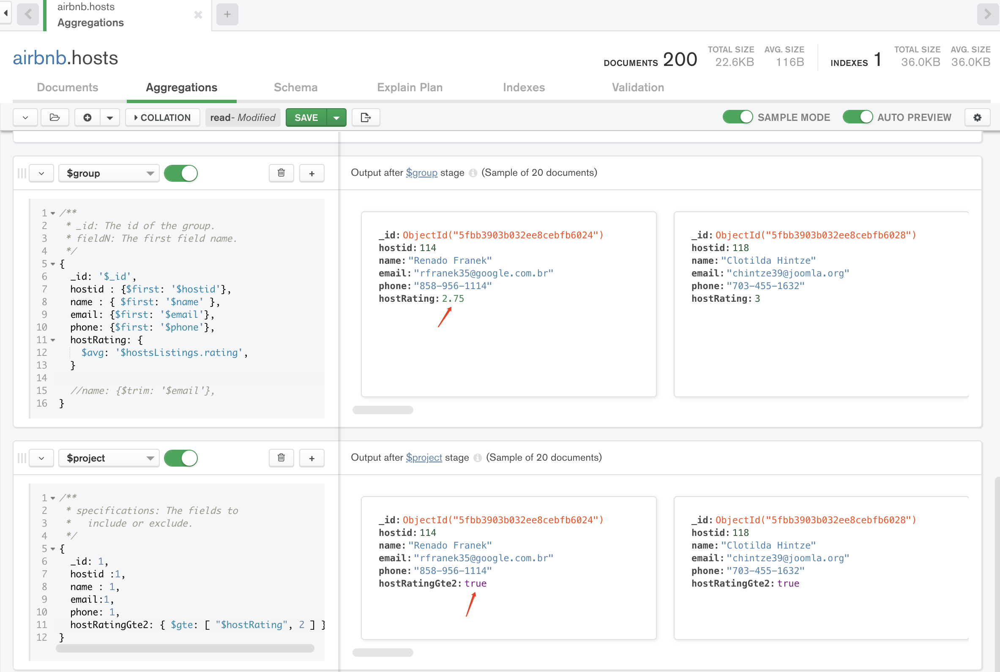 airbnb.hosts
Aggregations
airbnb.hosts
DOCUMENTS 200
TOTAL SIZE
22.6KB
AVG. SIZE
116B
INDEXES 1
TOTAL SIZE
36.0KB
AVG. SIZE
36.0KB
Documents
Aggregations
Schema
Explain Plan
Indexes
Validation
COLLATION
read- Modified
SAVE
SAMPLE MODE
AUTO PREVIEW
$group
Output after $group stage (Sample of 20 documents)
1 /**
2 * _id: The id of the group.
3 * fieldN: The first field name.
4 */
5 {
6 _id: '$_id',
7 hostid : {$first: '$hostid'},
8 name : { $first: '$name' },
9 email: {$first: '$email'},
10 phone: {$first: '$phone'},
11 hostRating: {
12 $avg: '$hostsListings.rating',
13 }
14
15 //name: {$trim: '$email'},
16 }
_id: ObjectId("5fbb3903b032ee8cebfb6024")
hostid: 114
name: "Renado Franek"
email: "rfranek35@google.com.br"
phone: "858-956-1114"
hostRating: 2.75
_id: ObjectId("5fbb3903b032ee8cebfb6028")
hostid: 118
name: "Clotilda Hintze"
email: "chintze39@joomla.org"
phone: "703-455-1632"
hostRating: 3
$project
Output after $project stage (Sample of 20 documents)
1 /**
2 * specifications: The fields to
3 * include or exclude.
4 */
5 {
6 _id: 1,
7 hostid :1,
8 name : 1,
9 email:1,
10 phone: 1,
11 hostRatingGte2: { $gte: [ "$hostRating", 2 ] }
12 }
_id: ObjectId("5fbb3903b032ee8cebfb6024")
hostid: 114
name: "Renado Franek"
email: "rfranek35@google.com.br"
phone: "858-956-1114"
hostRatingGte2: true
_id: ObjectId("5fbb3903b032ee8cebfb6028")
hostid: 118
name: "Clotilda Hintze"
email: "chintze39@joomla.org"
phone: "703-455-1632"
hostRatingGte2: true